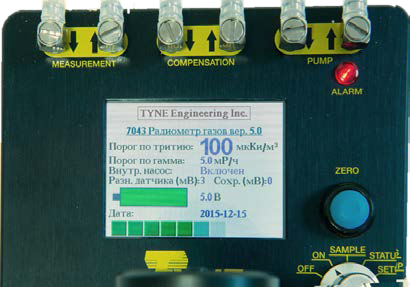 MEASUREMENT COMPENSATION PUMP
ALARM
TYNE Engineering Inc.
7043 Радиометр газов вер. 5.0
Порог по тритию: 100 мкКи/м³
Порог по гамма: 5.0 мР/ч
Внутр. насос: Включен
Разн. датчика (мВ):3 Сохр. (мВ):0
5.0 В
Дата: 2015-12-15
ZERO
SAMPLE
ON STATUS
OFF